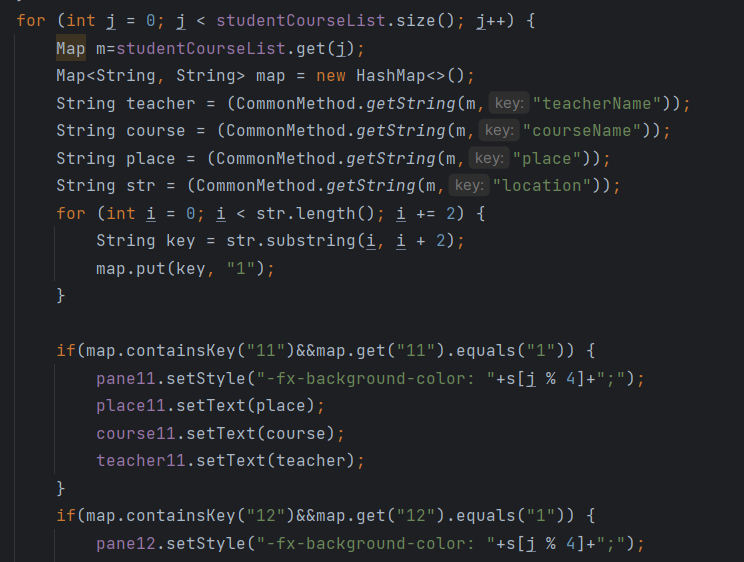 for (int j = 0; j < studentCourseList.size(); j++) {
Map m=studentCourseList.get(j);
Map<String, String> map = new HashMap<>();
String teacher = (CommonMethod.getString(m, key: "teacherName"));
String course = (CommonMethod.getString(m, key: "courseName"));
String place = (CommonMethod.getString(m, key: "place"));
String str = (CommonMethod.getString(m, key: "location"));
for (int i = 0; i < str.length(); i += 2) {
String key = str.substring(i, i + 2);
map.put(key, "1");
}
if(map.containsKey("11")&&map.get("11").equals("1")) {
pane11.setStyle("-fx-background-color: "+s[j % 4]+";");
place11.setText(place);
course11.setText(course);
teacher11.setText(teacher);
}
if(map.containsKey("12")&&map.get("12").equals("1")) {
pane12.setStyle("-fx-background-color: "+s[j % 4]+";");